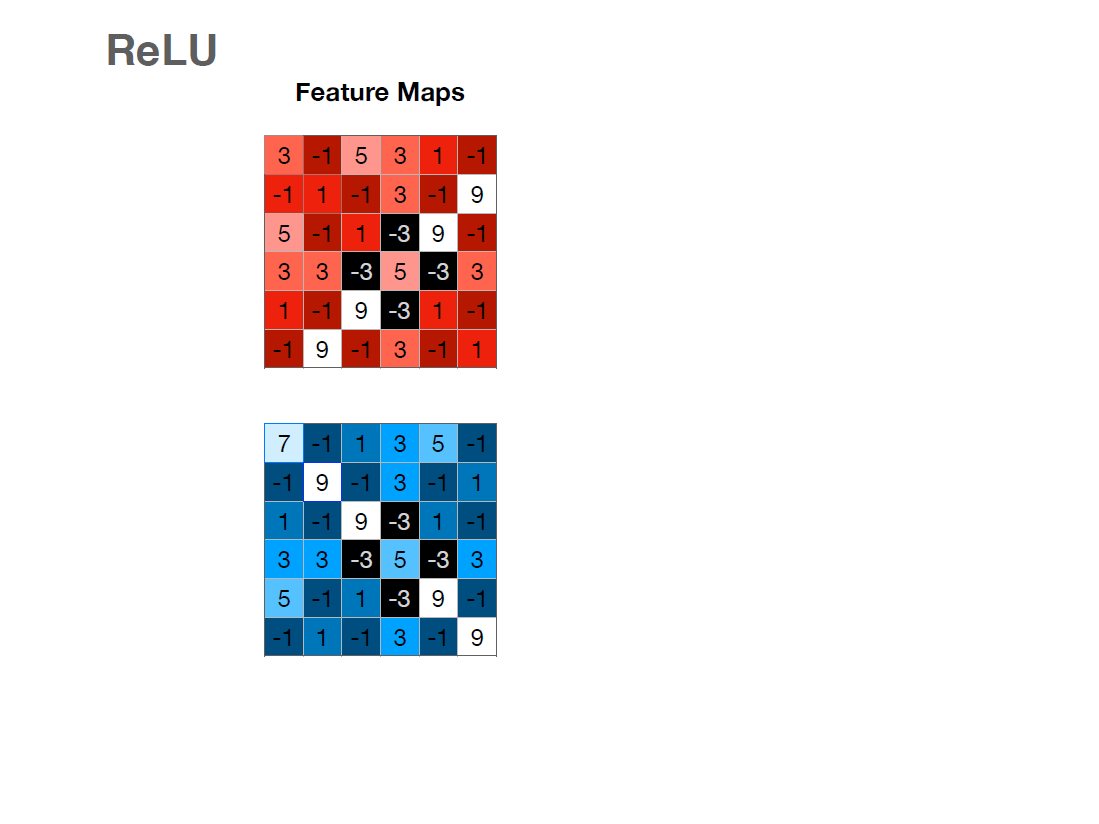 ReLU
Feature Maps
3 -1 5 3 1 -1
-1 1 -1 3 -1 9
5 -1 1 -3 9 -1
3 3 -3 5 -3 3
1 -1 9 -3 1 -1
-1 9 -1 3 -1 1
7 -1 1 3 5 -1
-1 9 -1 3 -1 1
1 -1 9 -3 1 -1
3 3 -3 5 -3 3
5 -1 1 -3 9 -1
-1 1 -1 3 -1 9